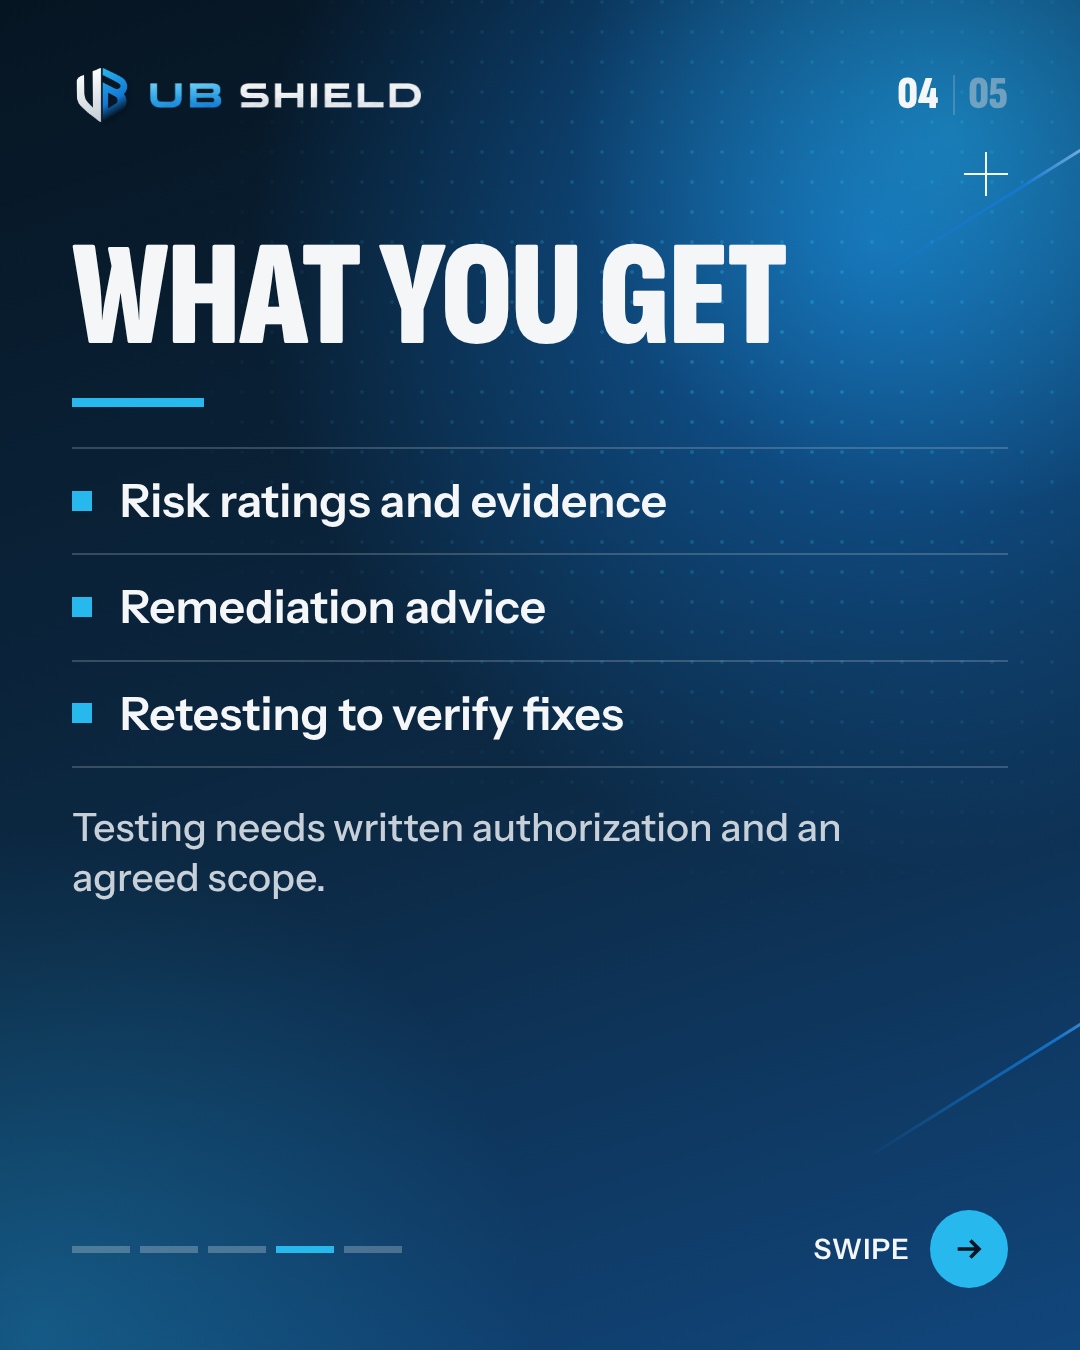 UB SHIELD
04 | 05
WHAT YOU GET
Risk ratings and evidence
Remediation advice
Retesting to verify fixes
Testing needs written authorization and an
agreed scope.
SWIPE